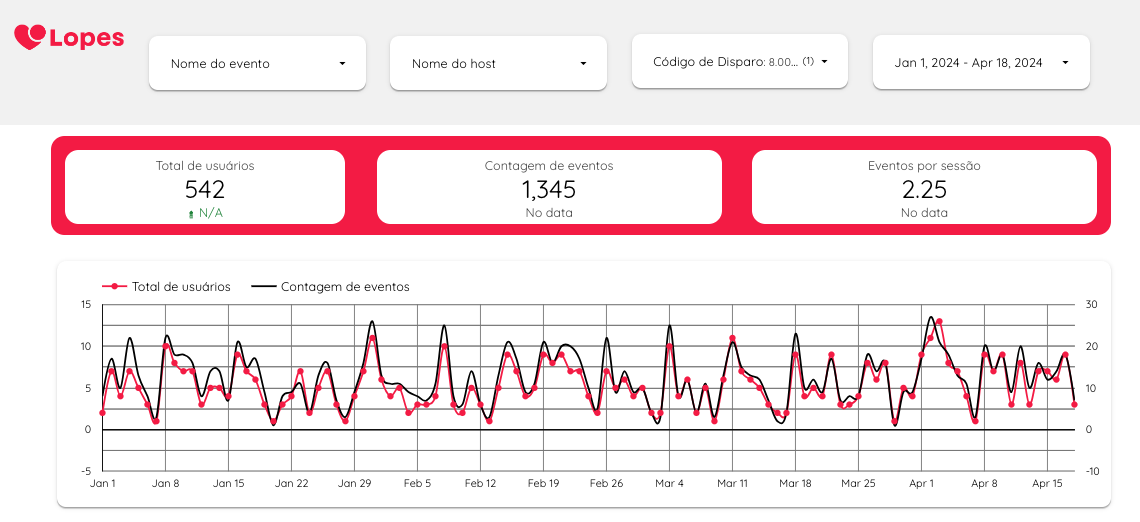 Lopes
Nome do evento
Nome do host
Código de Disparo: 8.00... (1)
Jan 1, 2024 - Apr 18, 2024
Total de usuários
542
N/A
Contagem de eventos
1,345
No data
Eventos por sessão
2.25
No data
Total de usuários Contagem de eventos
15 30
10 20
5 10
0 0
-5 -10
Jan 1 Jan 8 Jan 15 Jan 22 Jan 29 Feb 5 Feb 12 Feb 19 Feb 26 Mar 4 Mar 11 Mar 18 Mar 25 Apr 1 Apr 8 Apr 15